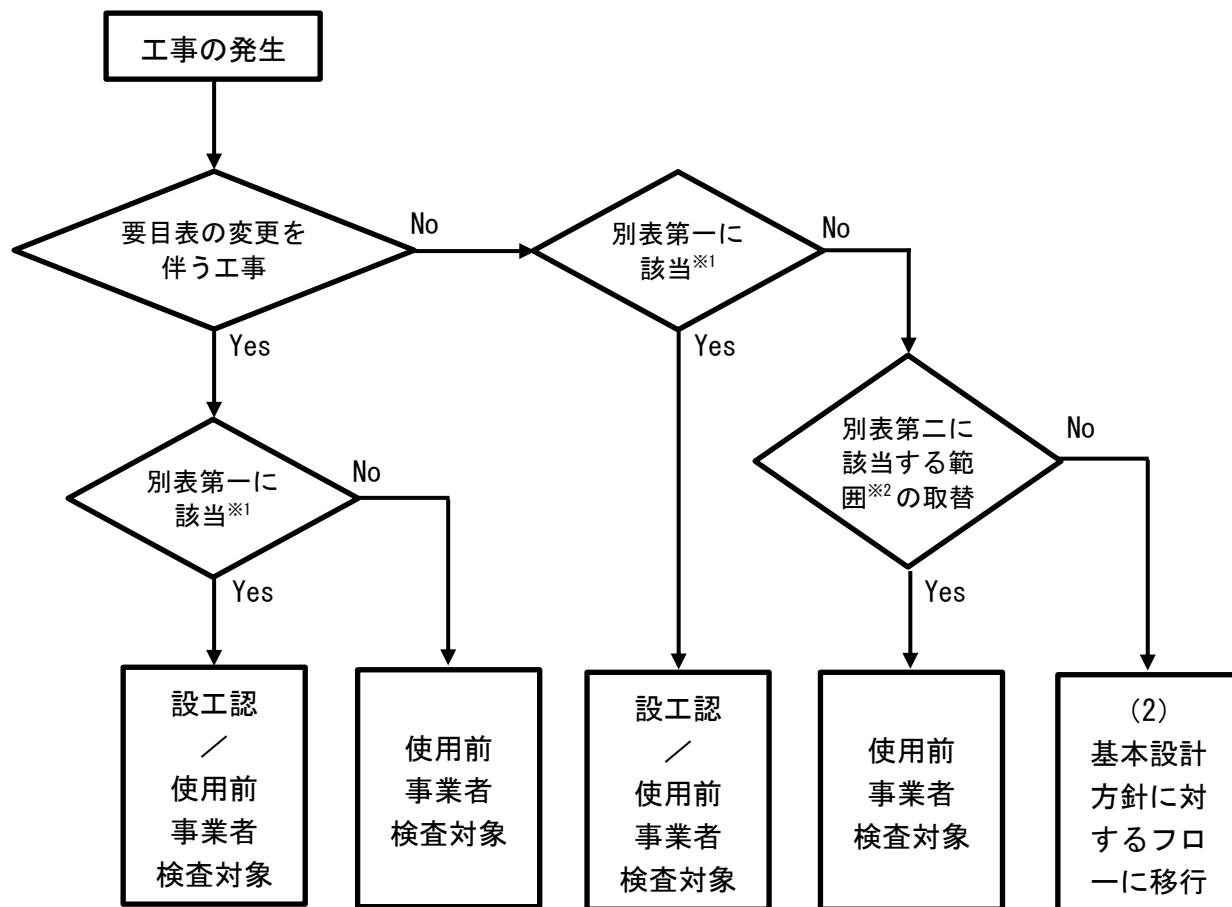 工事の発生
要目表の変更を
伴う工事
No
Yes
別表第一に
該当※1
No
Yes
別表第二に
該当する範
囲※2の取替
No
Yes
別表第一に
該当※1
No
Yes
設工認
／
使用前
事業者
検査対象
使用前
事業者
検査対象
設工認
／
使用前
事業者
検査対象
使用前
事業者
検査対象
(2)
基本設計
方針に対
するフロ
ーに移行